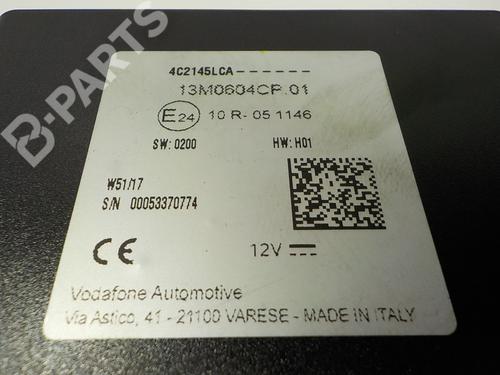 B-PARTS
4C2145LCA------
13M0604CP.01
E24 10 R-05 1146
SW:0200 HW:H01
W51/17
S/N 00053370774
CE 12V
Vodafone Automotive
Via Astico, 41 - 21100 VARESE - MADE IN ITALY